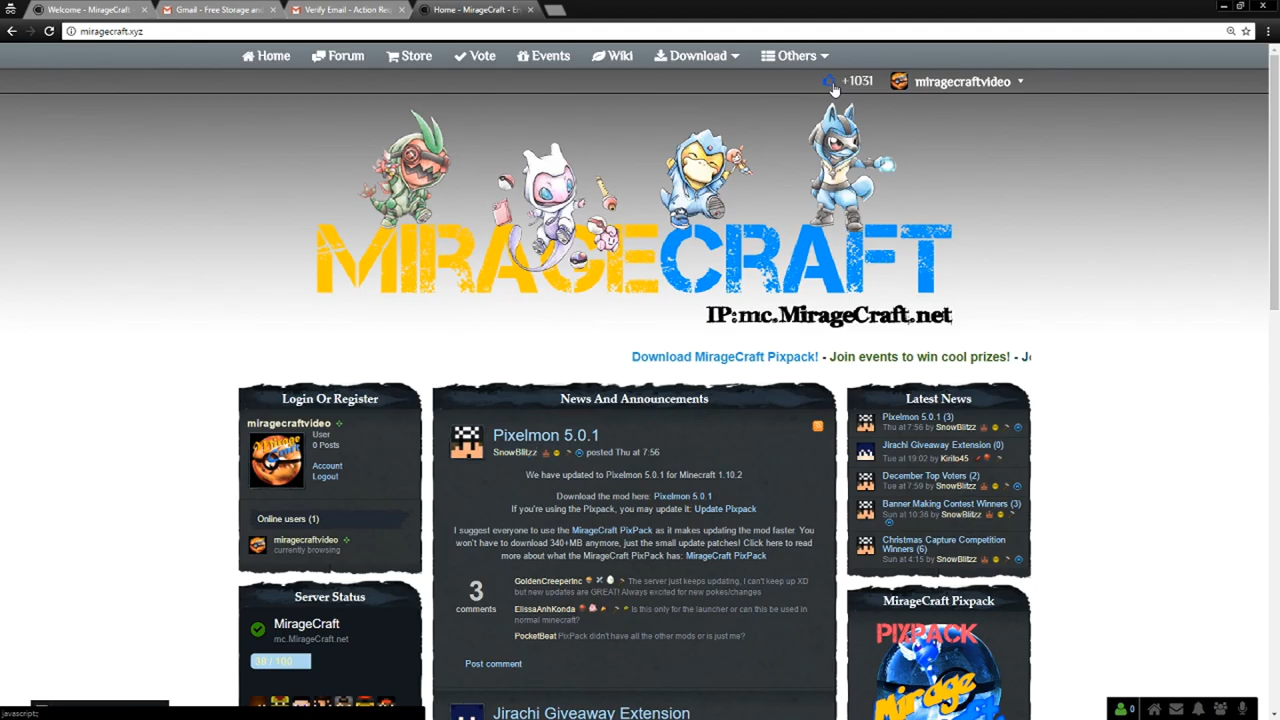 Welcome - MirageCraft
Gmail - Free Storage and
Verify Email - Action Req
Home - MirageCraft - En
miragecraft.xyz
Home Forum Store Vote Events Wiki Download Others
+1031 miragecraftvideo
MIRAGECRAFT
IP:mc.MirageCraft.net
Download MirageCraft Pixpack! - Join events to win cool prizes! - Jo
Login Or Register
miragecraftvideo
User
0 Posts
Account
Logout
Online users (1)
miragecraftvideo
currently browsing
Server Status
MirageCraft
mc.MirageCraft.net
38 / 100
News And Announcements
Pixelmon 5.0.1
SnowBlitzz posted Thu at 7:56
We have updated to Pixelmon 5.0.1 for Minecraft 1.10.2
Download the mod here: Pixelmon 5.0.1
If you're using the Pixpack, you may update it: Update Pixpack
I suggest everyone to use the MirageCraft PixPack as it makes updating the mod faster. You
won't have to download 340+MB anymore, just the small update patches! Click here to read
more about what the MirageCraft PixPack has: MirageCraft PixPack
3
comments
GoldenCreeperInc The server just keeps updating, I can't keep up XD
but new updates are GREAT! Always excited for new pokes/changes
ElissaAnhKonda Is this only for the launcher or can this be used in
normal minecraft?
PocketBeat PixPack didn't have all the other mods or is just me?
Post comment
Jirachi Giveaway Extension
Latest News
Pixelmon 5.0.1 (3)
Thu at 7:56 by SnowBlitzz
Jirachi Giveaway Extension (0)
Tue at 19:02 by Kirito45
December Top Voters (2)
Tue at 7:59 by SnowBlitzz
Banner Making Contest Winners (3)
Sun at 10:36 by SnowBlitzz
Christmas Capture Competition
Winners (6)
Sun at 4:15 by SnowBlitzz
MirageCraft Pixpack
PIXPACK
Mirage
javascript:;
0